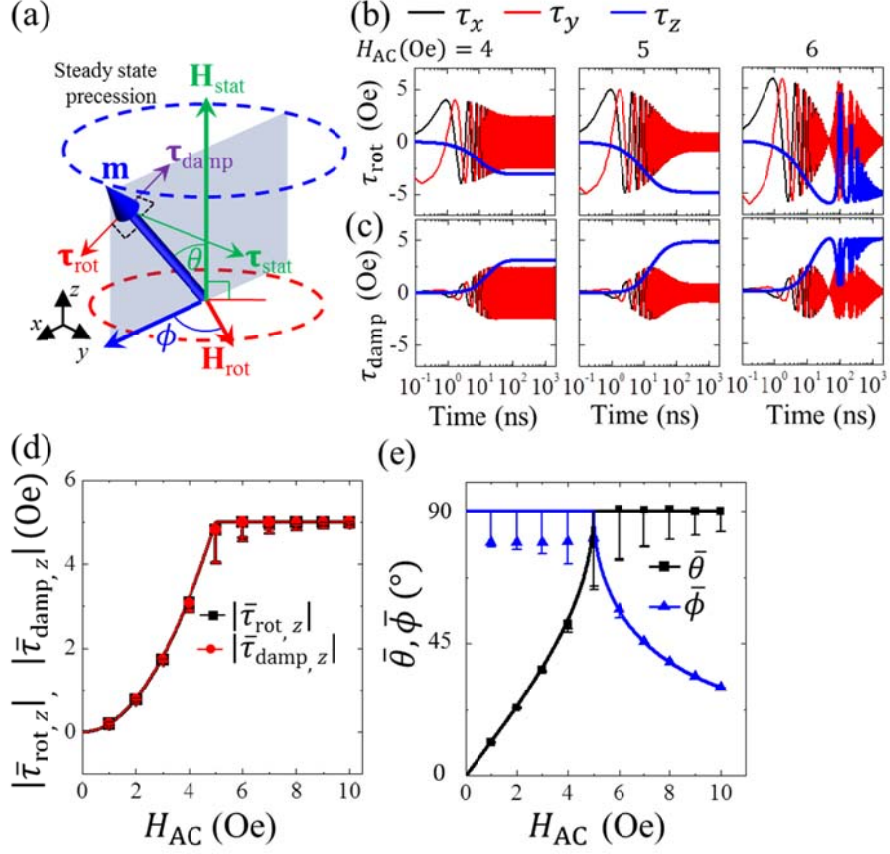 (a)
Steady state
precession
H_stat
m
τ_damp
τ_rot
θ
τ_stat
z
x
y
ϕ
H_rot
(b) τ_x τ_y τ_z
H_AC(Oe) = 4 5 6
τ_rot (Oe)
5
0
-5
(c)
τ_damp (Oe)
5
0
-5
10^-1 10^0 10^1 10^2 10^3 10^-1 10^0 10^1 10^2 10^3 10^-1 10^0 10^1 10^2 10^3
Time (ns) Time (ns) Time (ns)
(d)
|τ̄_rot, z|, |τ̄_damp, z| (Oe)
6
4
2
0
|τ̄_rot, z|
|τ̄_damp, z|
0 2 4 6 8 10
H_AC (Oe)
(e)
θ̄, ϕ̄ (°)
90
45
0
θ̄
ϕ̄
0 2 4 6 8 10
H_AC (Oe)